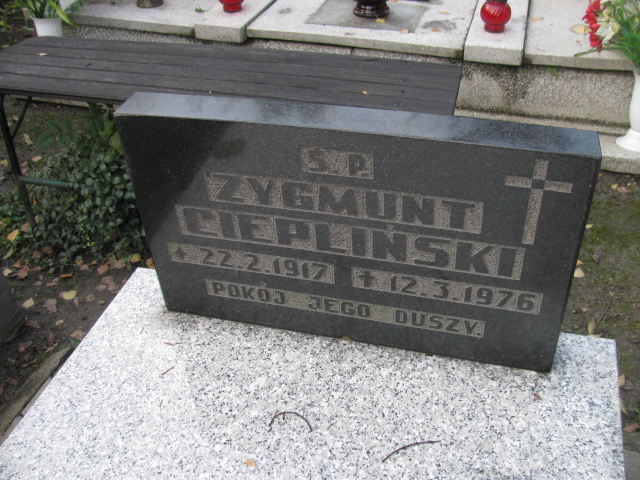 Ś.P.
ZYGMUNT
CIEPLIŃSKI
22.2.1917 12.3.1976
POKÓJ JEGO DUSZY.